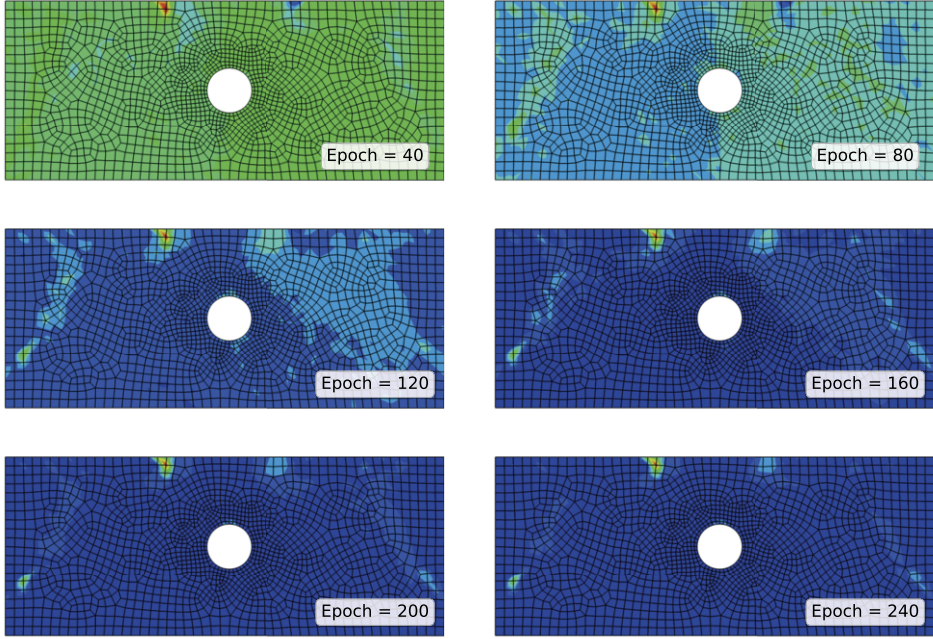 Epoch = 40
Epoch = 80
Epoch = 120
Epoch = 160
Epoch = 200
Epoch = 240